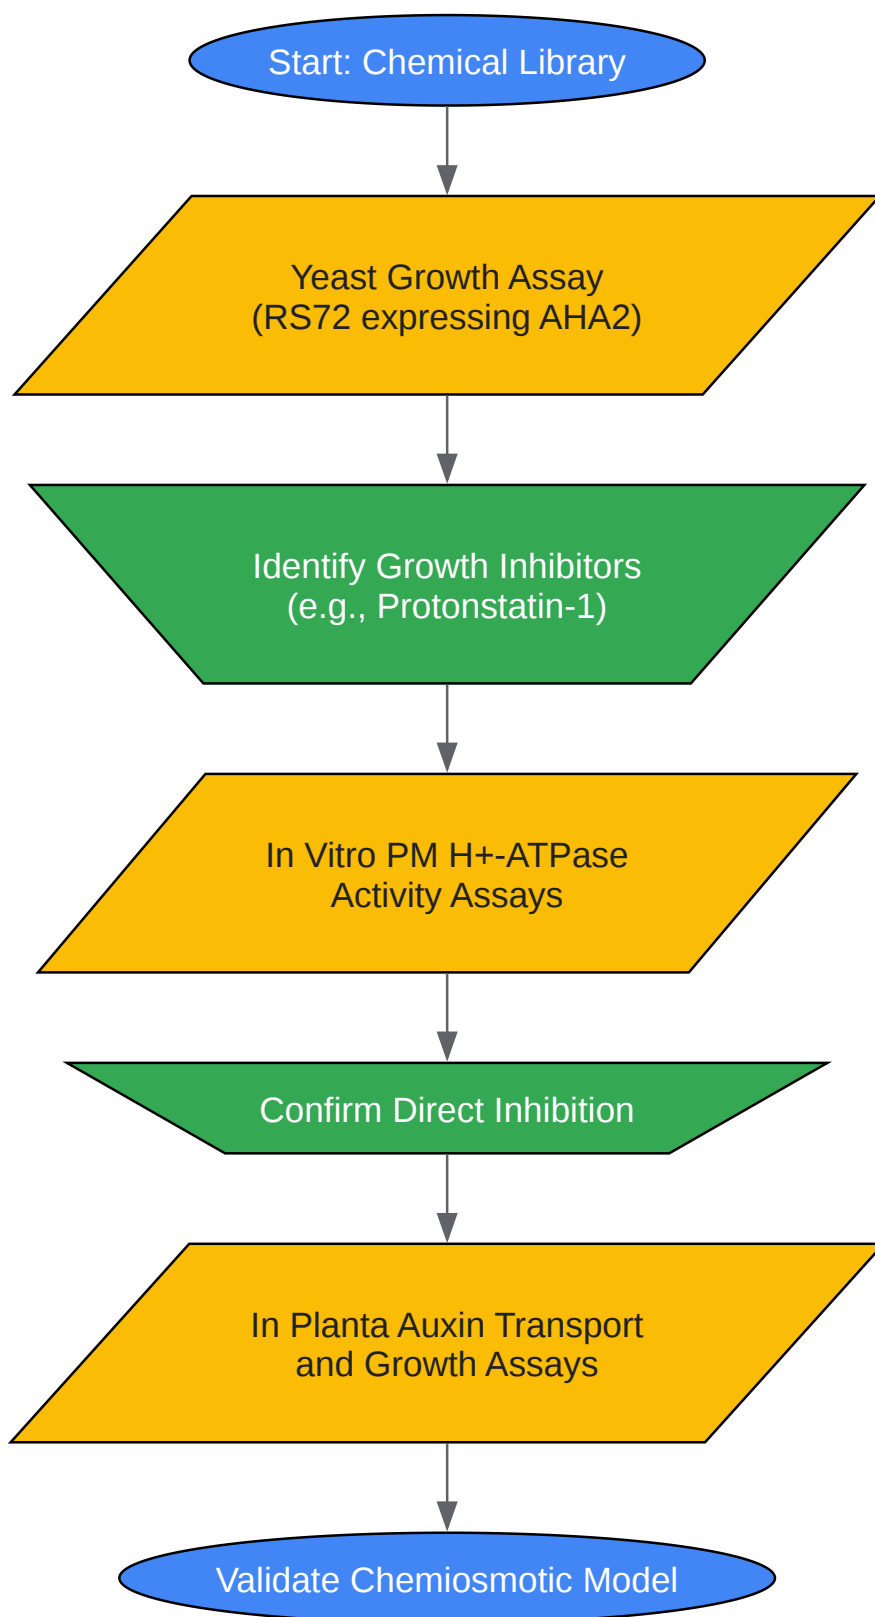 Start: Chemical Library
Yeast Growth Assay
(RS72 expressing AHA2)
Identify Growth Inhibitors
(e.g., Protonstatin-1)
In Vitro PM H+-ATPase
Activity Assays
Confirm Direct Inhibition
In Planta Auxin Transport
and Growth Assays
Validate Chemiosmotic Model